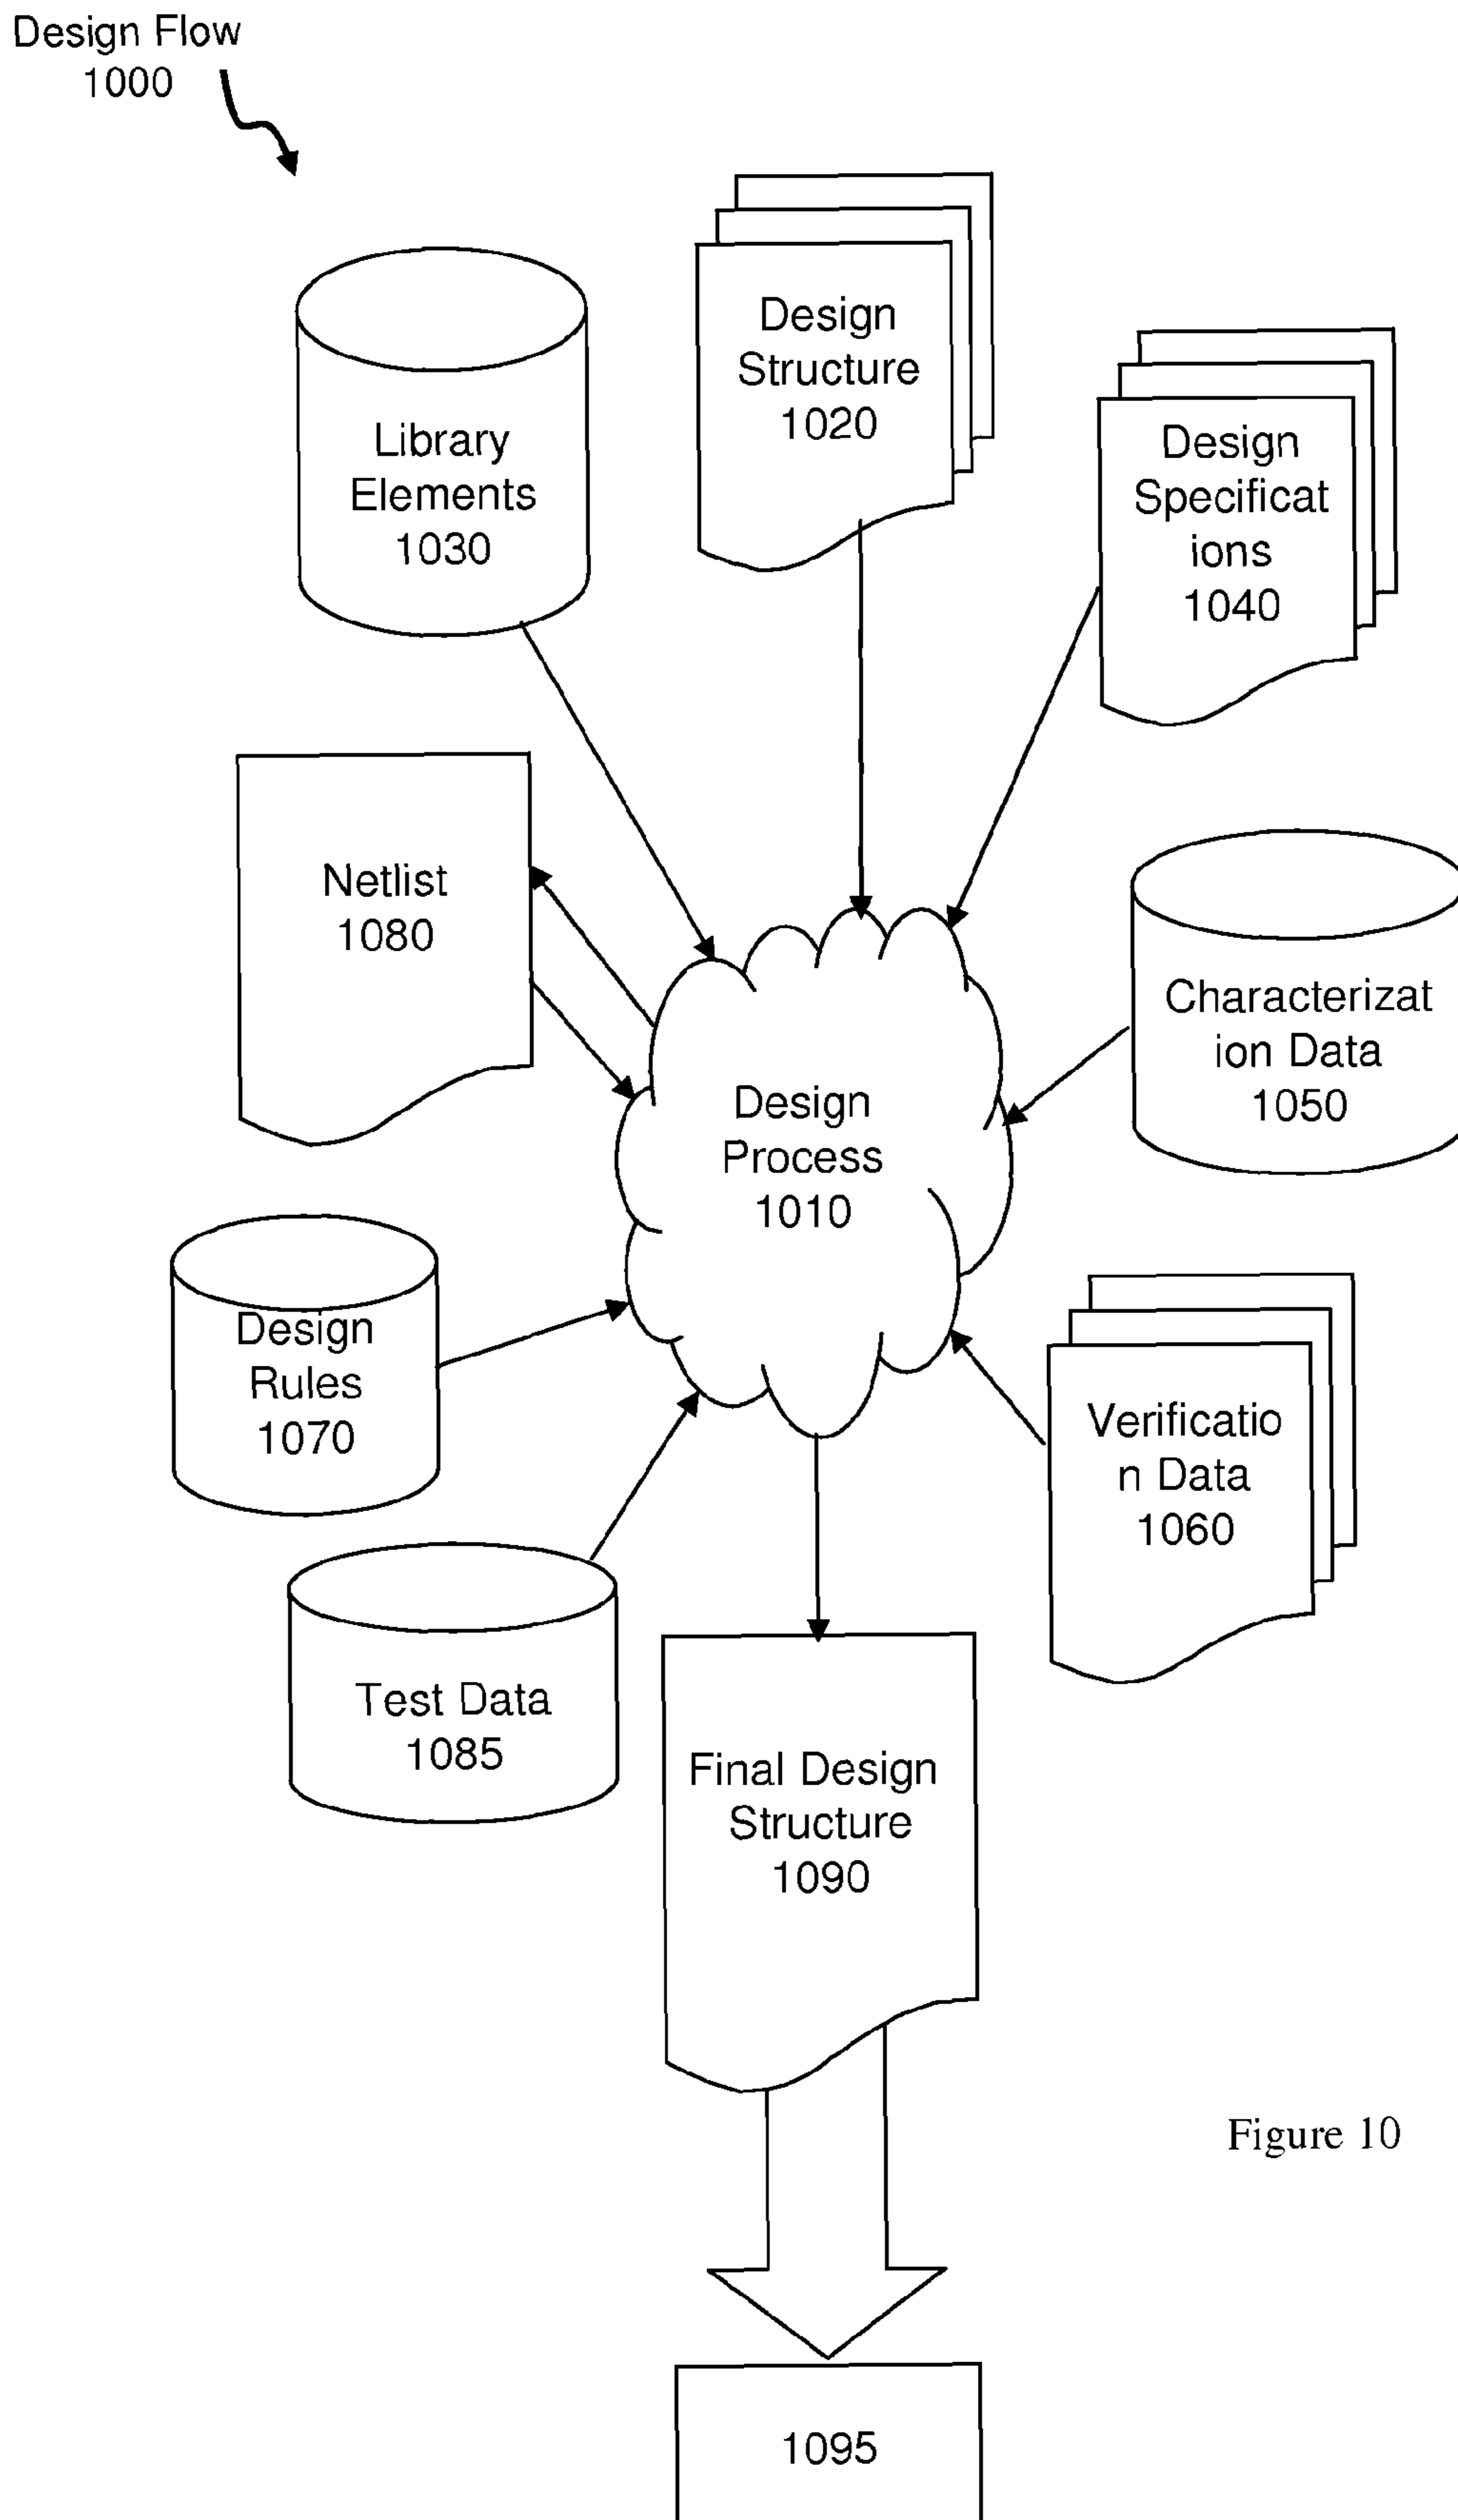 Design Flow
1000
Design
Structure
1020
Library
Elements
1030
Design
Specificat
ions
1040
Netlist
1080
Characterizat
ion Data
1050
Design
Process
1010
Design
Rules
1070
Verificatio
n Data
1060
Test Data
1085
Final Design
Structure
1090
Figure 10
1095